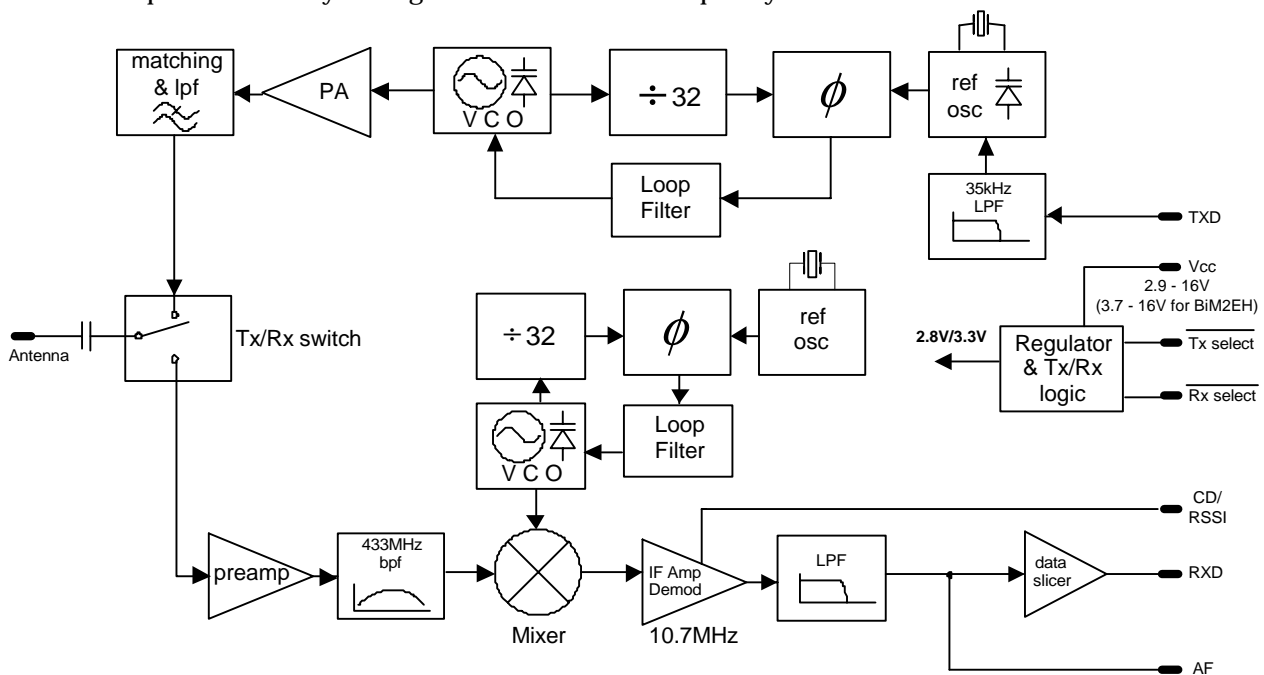 matching
& lpf
PA
V C O
÷ 32
ϕ
ref
osc
Loop
Filter
35kHz
LPF
TXD
Vcc
2.9 - 16V
(3.7 - 16V for BiM2EH)
Antenna
Tx/Rx switch
÷ 32
ϕ
ref
osc
2.8V/3.3V
Regulator
& Tx/Rx
logic
Tx select
Rx select
V C O
Loop
Filter
CD/
RSSI
preamp
433MHz
bpf
Mixer
IF Amp
Demod
10.7MHz
LPF
data
slicer
RXD
AF